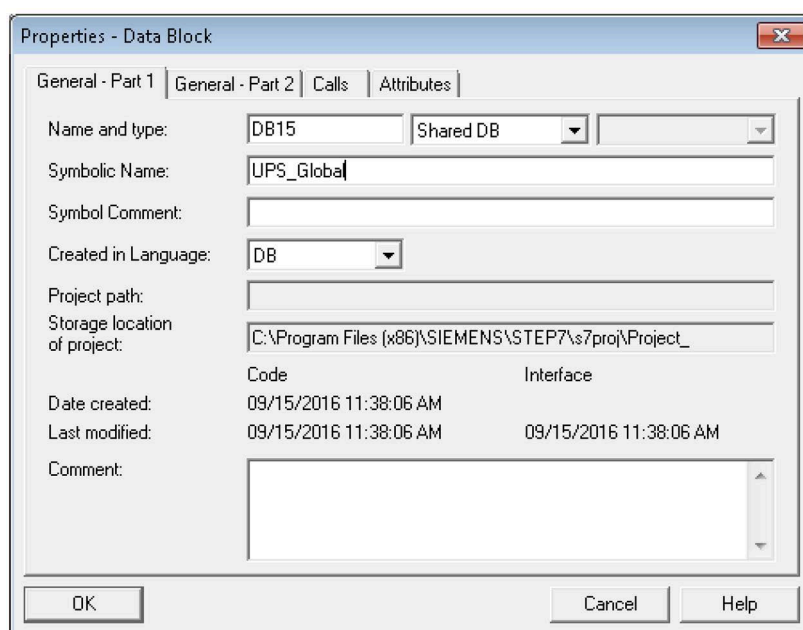 Properties - Data Block
General - Part 1 General - Part 2 Calls Attributes
Name and type: DB15 Shared DB
Symbolic Name: UPS_Global
Symbol Comment:
Created in Language: DB
Project path:
Storage location
of project: C:\Program Files (x86)\SIEMENS\STEP7\s7proj\Project_
Code Interface
Date created: 09/15/2016 11:38:06 AM
Last modified: 09/15/2016 11:38:06 AM 09/15/2016 11:38:06 AM
Comment:
OK Cancel Help